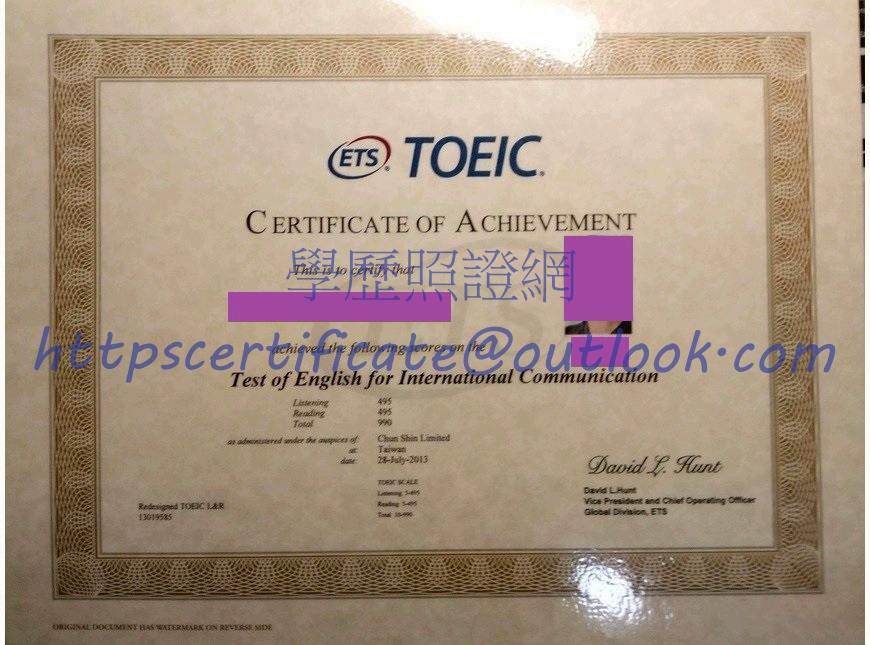 ETS® TOEIC®
CERTIFICATE OF ACHIEVEMENT
This is to certify that
學歷照證網
achieved the following scores on the
httpscertificate@outlook.com
Test of English for International Communication
Listening 495
Reading 495
Total 990
as administered under the auspices of: Chun Shin Limited
at: Taiwan
date: 28-July-2013
David L. Hunt
TOEIC SCALE
Listening 5-495
Reading 5-495
Total 10-990
David L.Hunt
Vice President and Chief Operating Officer
Global Division, ETS
Redesigned TOEIC L&R
13019585
ORIGINAL DOCUMENT HAS WATERMARK ON REVERSE SIDE